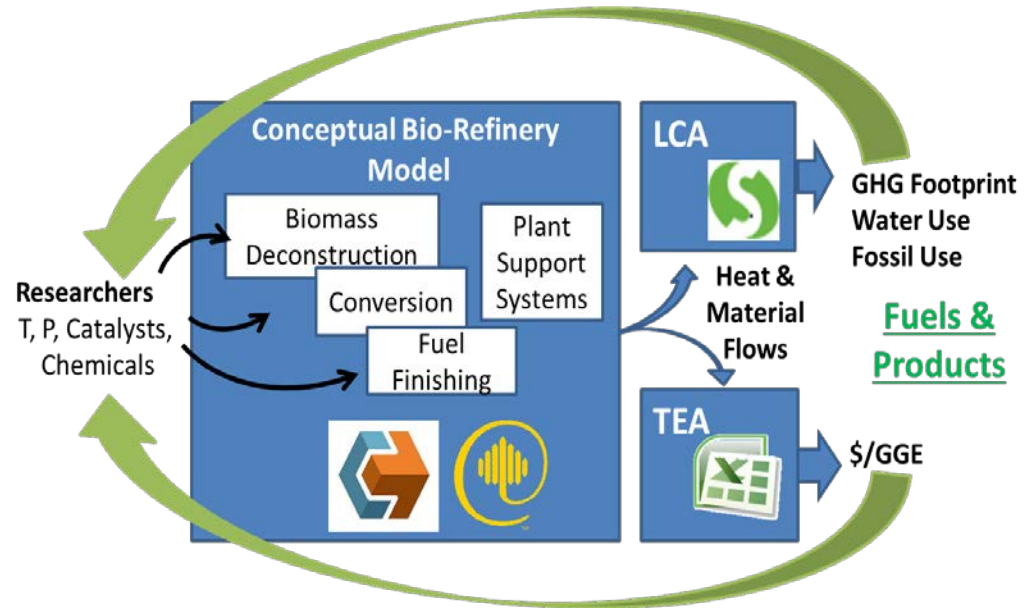 Conceptual Bio-Refinery
Model
Biomass
Deconstruction
Conversion
Fuel
Finishing
Plant
Support
Systems
Researchers
T, P, Catalysts,
Chemicals
LCA
Heat &
Material
Flows
TEA
GHG Footprint
Water Use
Fossil Use
Fuels &
Products
$/GGE